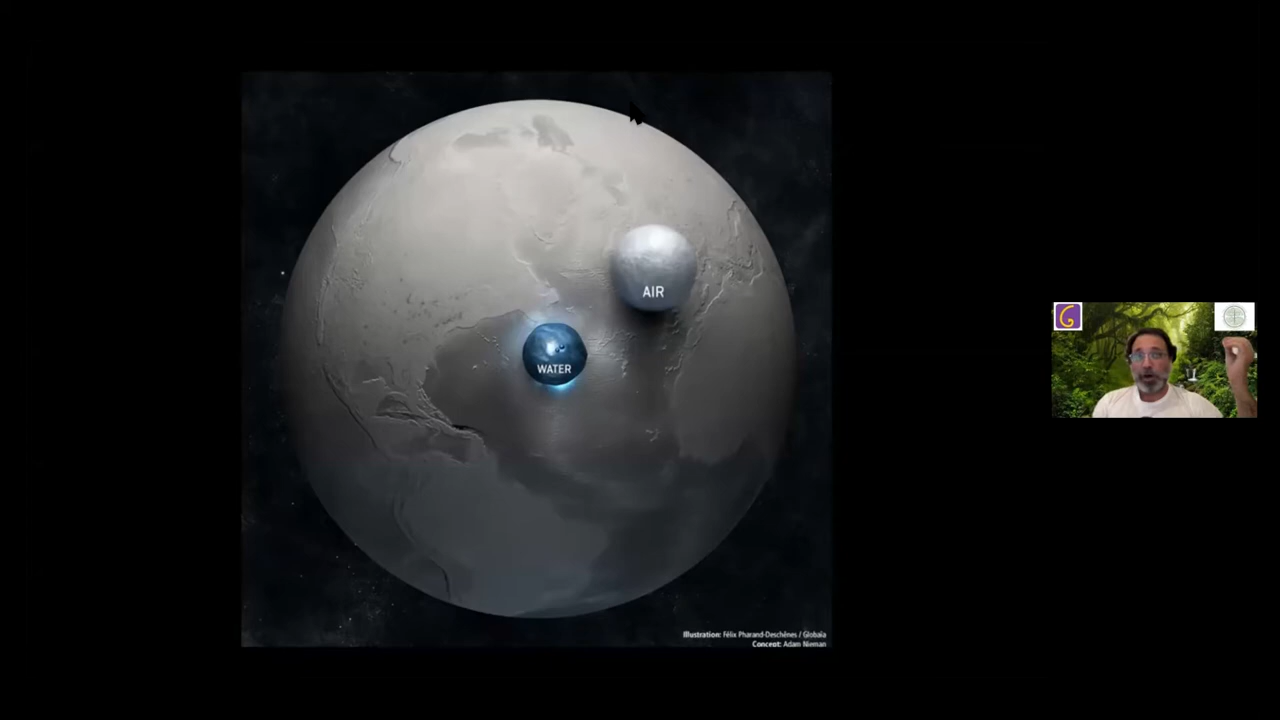 AIR
WATER
Illustration: Félix Pharand-Deschênes / Globaïa
Concept: Adam Nieman